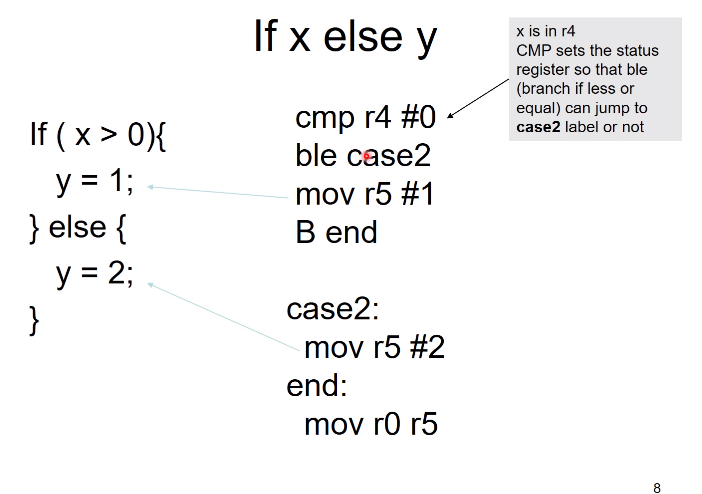 If x else y
x is in r4
CMP sets the status
register so that ble
(branch if less or
equal) can jump to
case2 label or not
If ( x > 0){
y = 1;
} else {
y = 2;
}
cmp r4 #0
ble case2
mov r5 #1
B end
case2:
mov r5 #2
end:
mov r0 r5
8